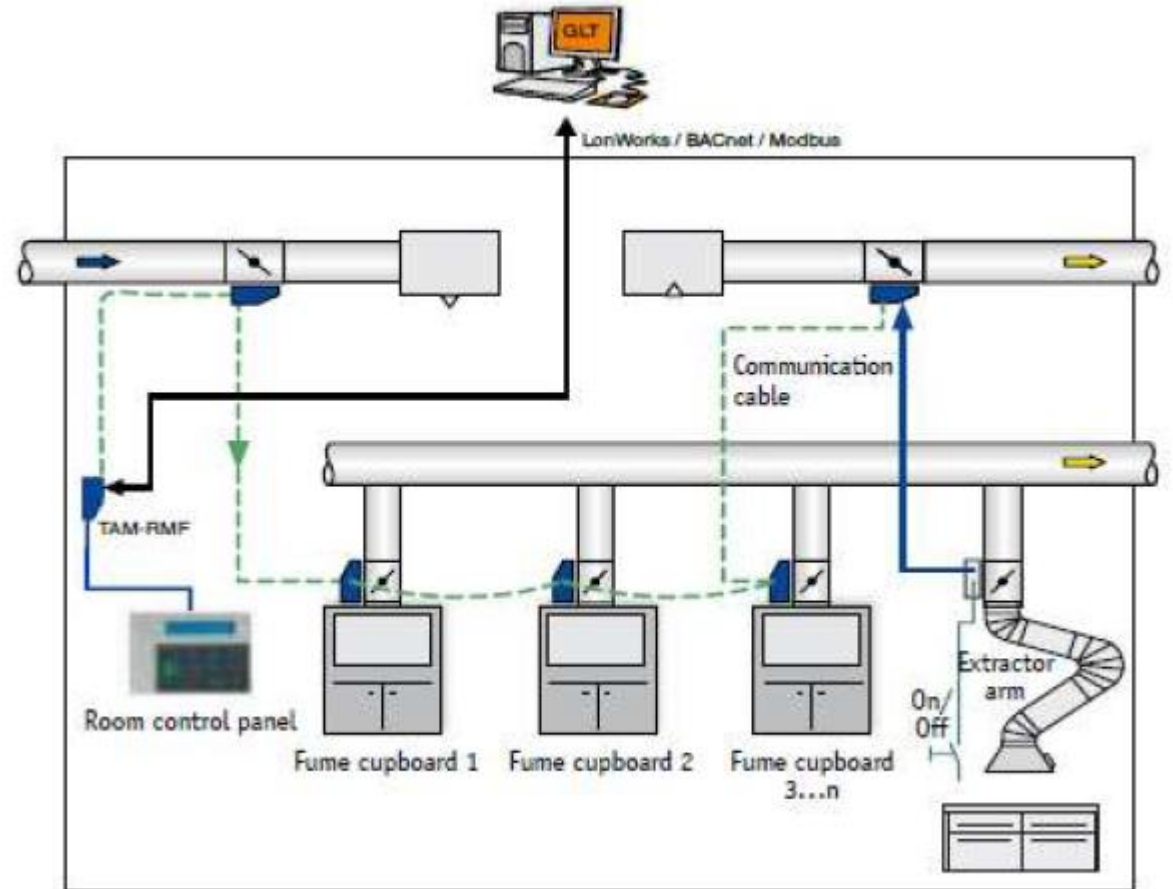 GLT
LonWorks / BACnet / Modbus
Communication
cable
TAM-RMF
Room control panel
Fume cupboard 1
Fume cupboard 2
Fume cupboard
3...n
Extractor
arm
On/
Off